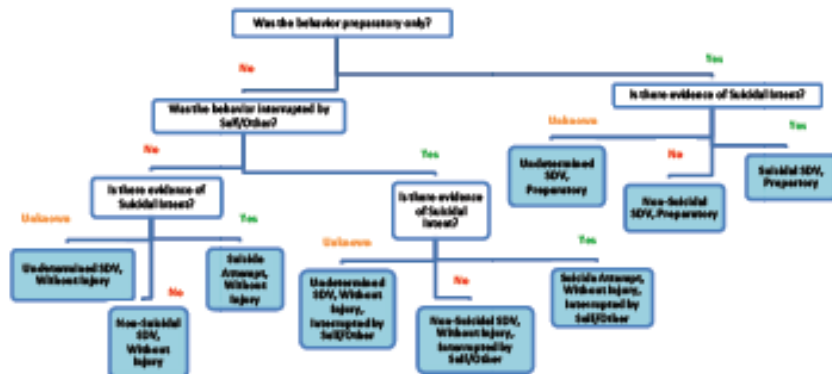 Was the behavior preparatory only?
No
Yes
Was the behavior interrupted by
Self/Other?
Is there evidence of Suicidal Intent?
No
Yes
Unknown
No
Yes
Is there evidence of
Suicidal Intent?
Is there evidence
of Suicidal
Intent?
Undetermined
SDV,
Preparatory
Non-Suicidal
SDV, Preparatory
Suicidal SDV,
Prepartory
Unknown
Yes
No
Unknown
Yes
No
Undetermined SDV,
Without Injury
Non-Suicidal
SDV,
Without
Injury
Suicide
Attempt,
Without
Injury
Undetermined
SDV, Without
Injury,
Interrupted by
Self/Other
Non-Suicidal SDV,
Without Injury,
Interrupted by
Self/Other
Suicide Attempt,
Without Injury,
Interrupted by
Self/Other